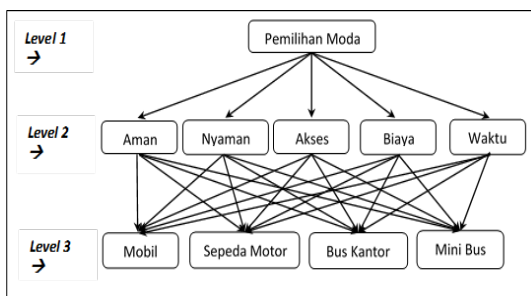 Level 1
→
Pemilihan Moda
Level 2
→
Aman
Nyaman
Akses
Biaya
Waktu
Level 3
→
Mobil
Sepeda Motor
Bus Kantor
Mini Bus